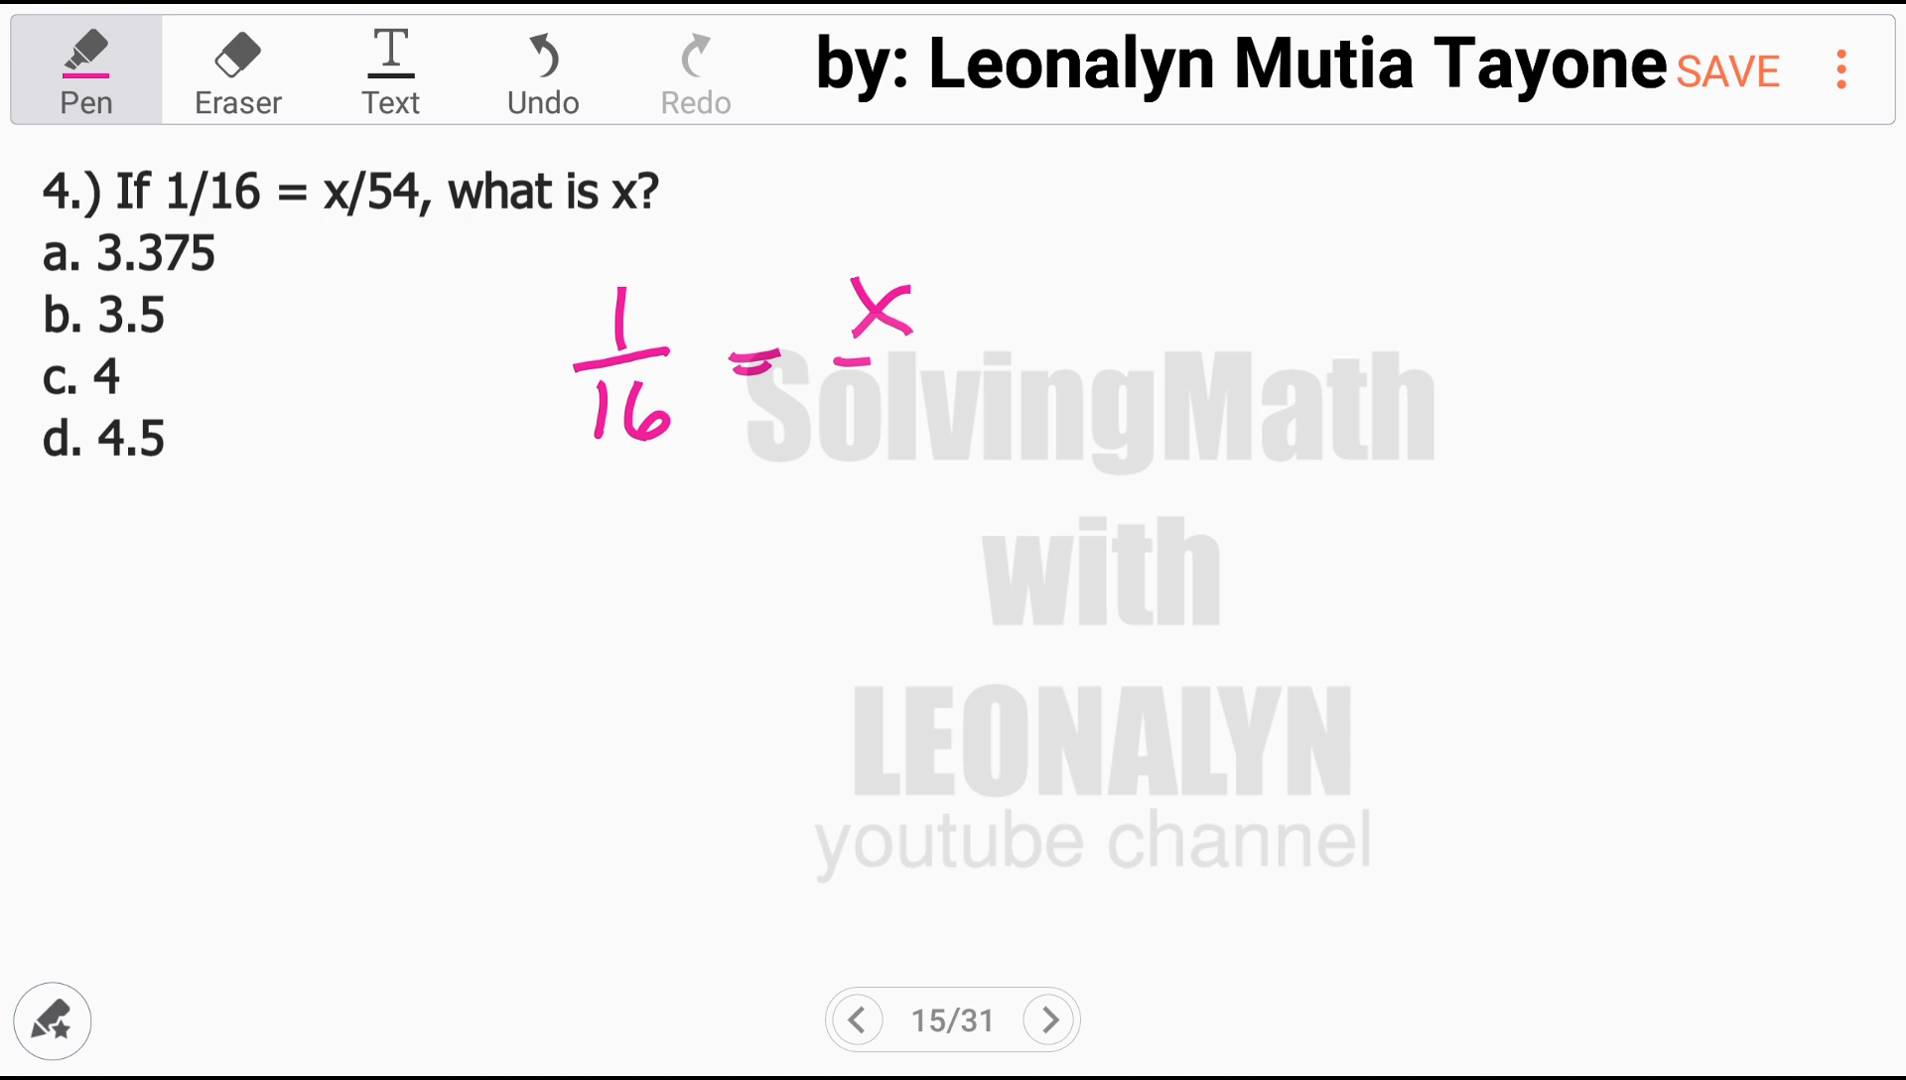 Pen
Eraser
Text
Undo
Redo
by: Leonalyn Mutia Tayone
SAVE
4.) If 1/16 = x/54, what is x?
a. 3.375
b. 3.5
c. 4
d. 4.5
1
16
=
x
SolvingMath
with
LEONALYN
youtube channel
15/31